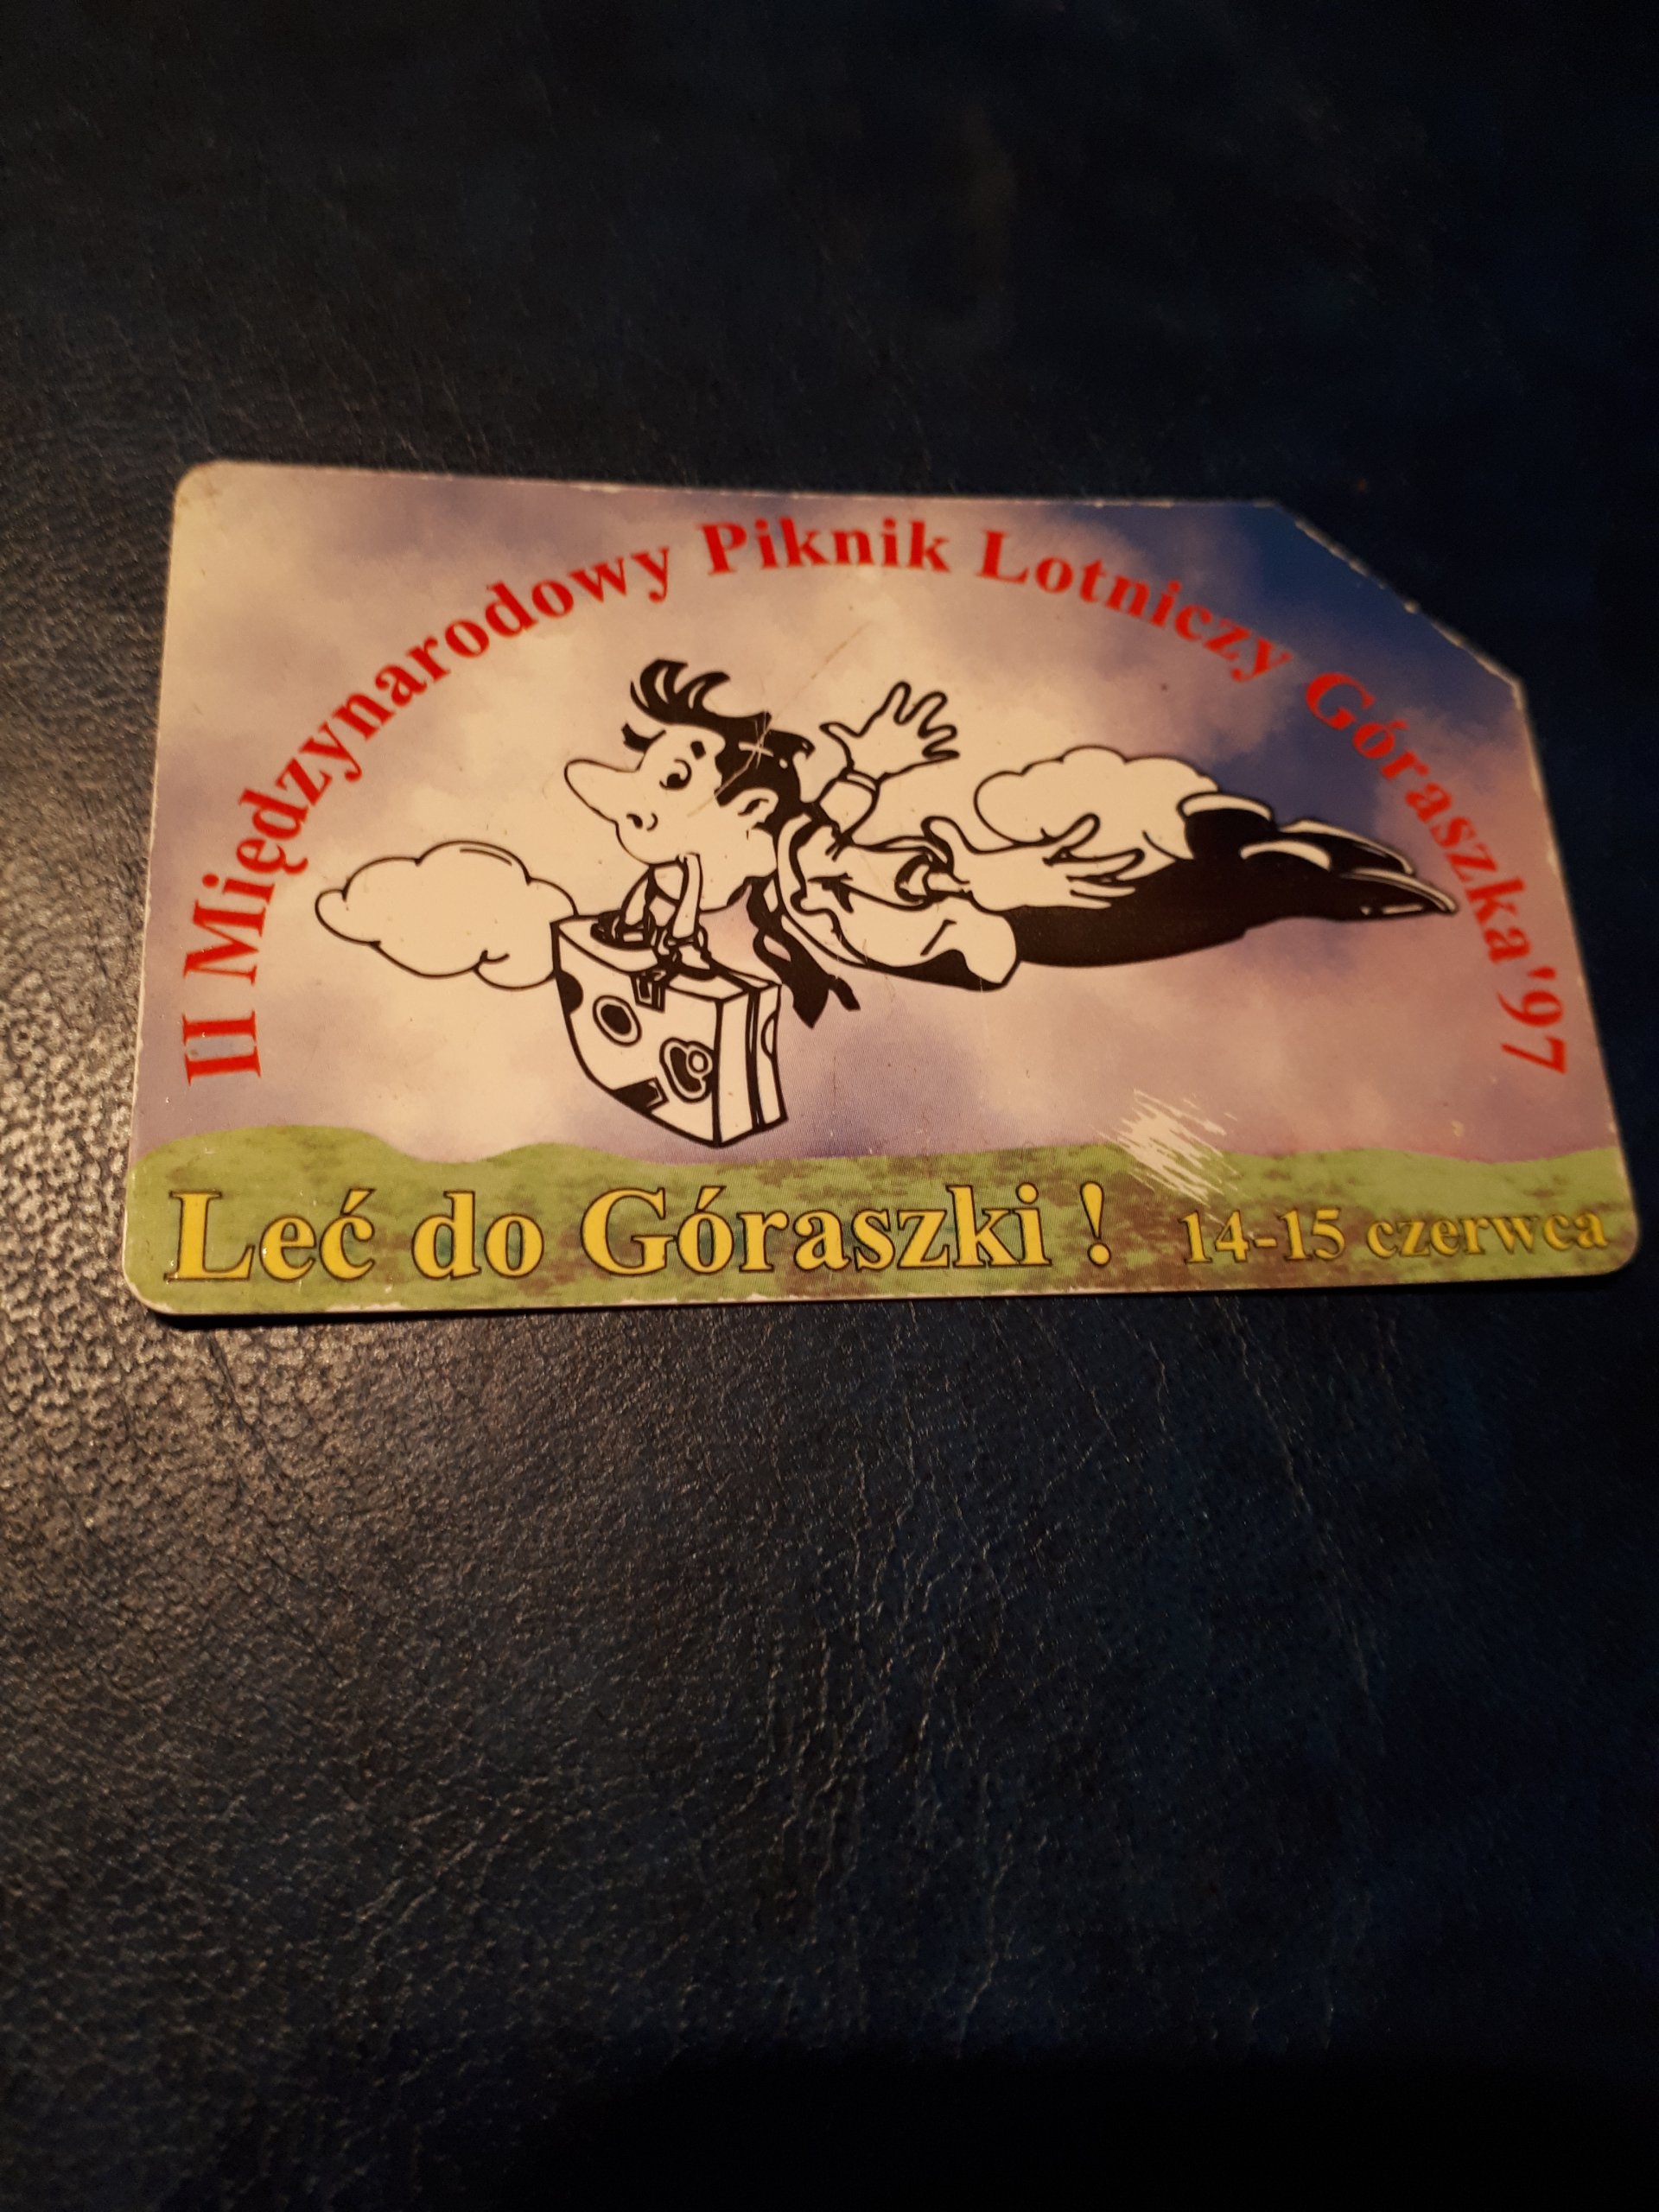 II Międzynarodowy Piknik Lotniczy Góraszka'97
Leć do Góraszki ! 14-15 czerwca